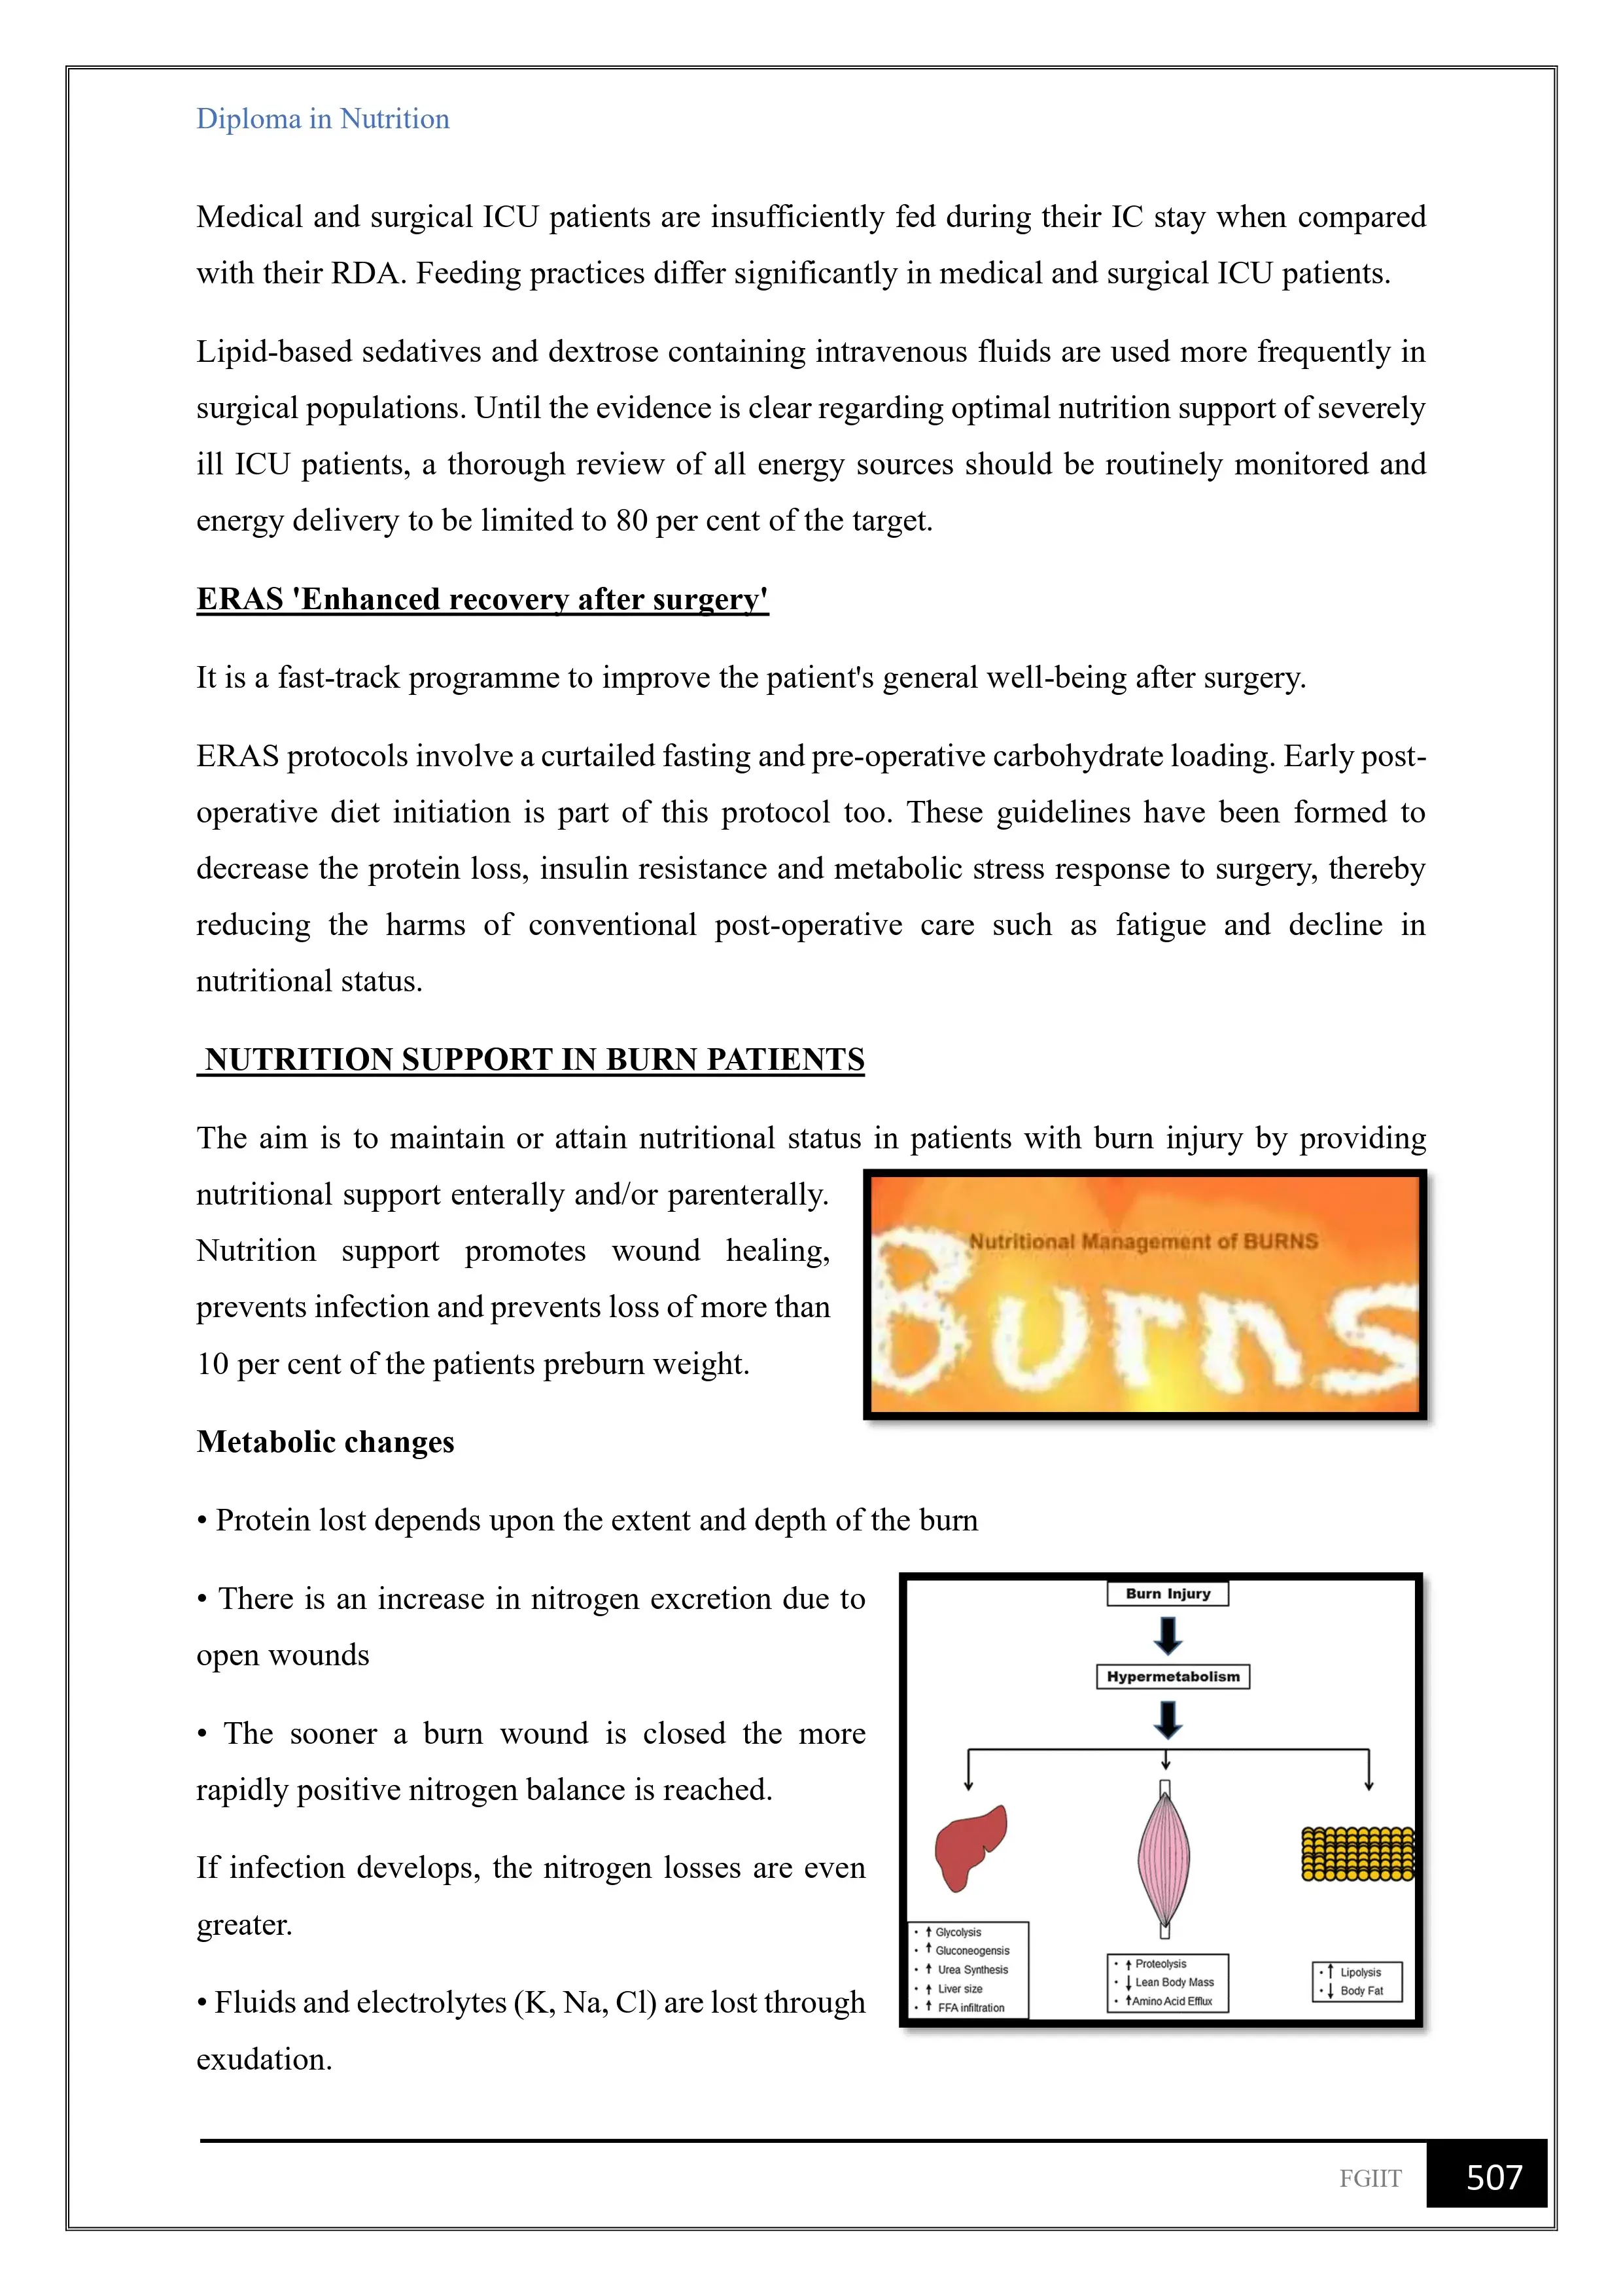 Diploma in Nutrition
Medical and surgical ICU patients are insufficiently fed during their IC stay when compared
with their RDA. Feeding practices differ significantly in medical and surgical ICU patients.
Lipid-based sedatives and dextrose containing intravenous fluids are used more frequently in
surgical populations. Until the evidence is clear regarding optimal nutrition support of severely
ill ICU patients, a thorough review of all energy sources should be routinely monitored and
energy delivery to be limited to 80 per cent of the target.
ERAS 'Enhanced recovery after surgery'
It is a fast-track programme to improve the patient's general well-being after surgery.
ERAS protocols involve a curtailed fasting and pre-operative carbohydrate loading. Early post-
operative diet initiation is part of this protocol too. These guidelines have been formed to
decrease the protein loss, insulin resistance and metabolic stress response to surgery, thereby
reducing the harms of conventional post-operative care such as fatigue and decline in
nutritional status.
NUTRITION SUPPORT IN BURN PATIENTS
The aim is to maintain or attain nutritional status in patients with burn injury by providing
nutritional support enterally and/or parenterally.
Nutrition support promotes wound healing,
prevents infection and prevents loss of more than
10 per cent of the patients preburn weight.
Nutritional Management of BURNS
Burns
Metabolic changes
• Protein lost depends upon the extent and depth of the burn
• There is an increase in nitrogen excretion due to
open wounds
• The sooner a burn wound is closed the more
rapidly positive nitrogen balance is reached.
If infection develops, the nitrogen losses are even
greater.
• Fluids and electrolytes (K, Na, Cl) are lost through
exudation.
Burn Injury
Hypermetabolism
• ↑ Glycolysis
• ↑ Gluconeogensis
• ↑ Urea Synthesis
• ↑ Liver size
• ↑ FFA infiltration
• ↑ Proteolysis
• ↓ Lean Body Mass
• ↑Amino Acid Efflux
• ↑ Lipolysis
• ↓ Body Fat
FGIIT 507